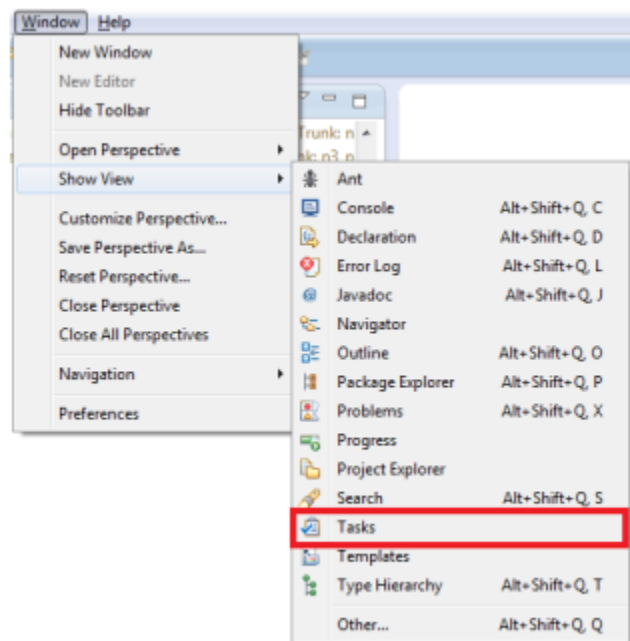 Window Help
New Window
New Editor
Hide Toolbar
Trunk: n
n3_p
Open Perspective
Show View
Customize Perspective...
Save Perspective As...
Reset Perspective...
Close Perspective
Close All Perspectives
Navigation
Preferences
Ant
Console Alt+Shift+Q, C
Declaration Alt+Shift+Q, D
Error Log Alt+Shift+Q, L
Javadoc Alt+Shift+Q, J
Navigator
Outline Alt+Shift+Q, O
Package Explorer Alt+Shift+Q, P
Problems Alt+Shift+Q, X
Progress
Project Explorer
Search Alt+Shift+Q, S
Tasks
Templates
Type Hierarchy Alt+Shift+Q, T
Other... Alt+Shift+Q, Q